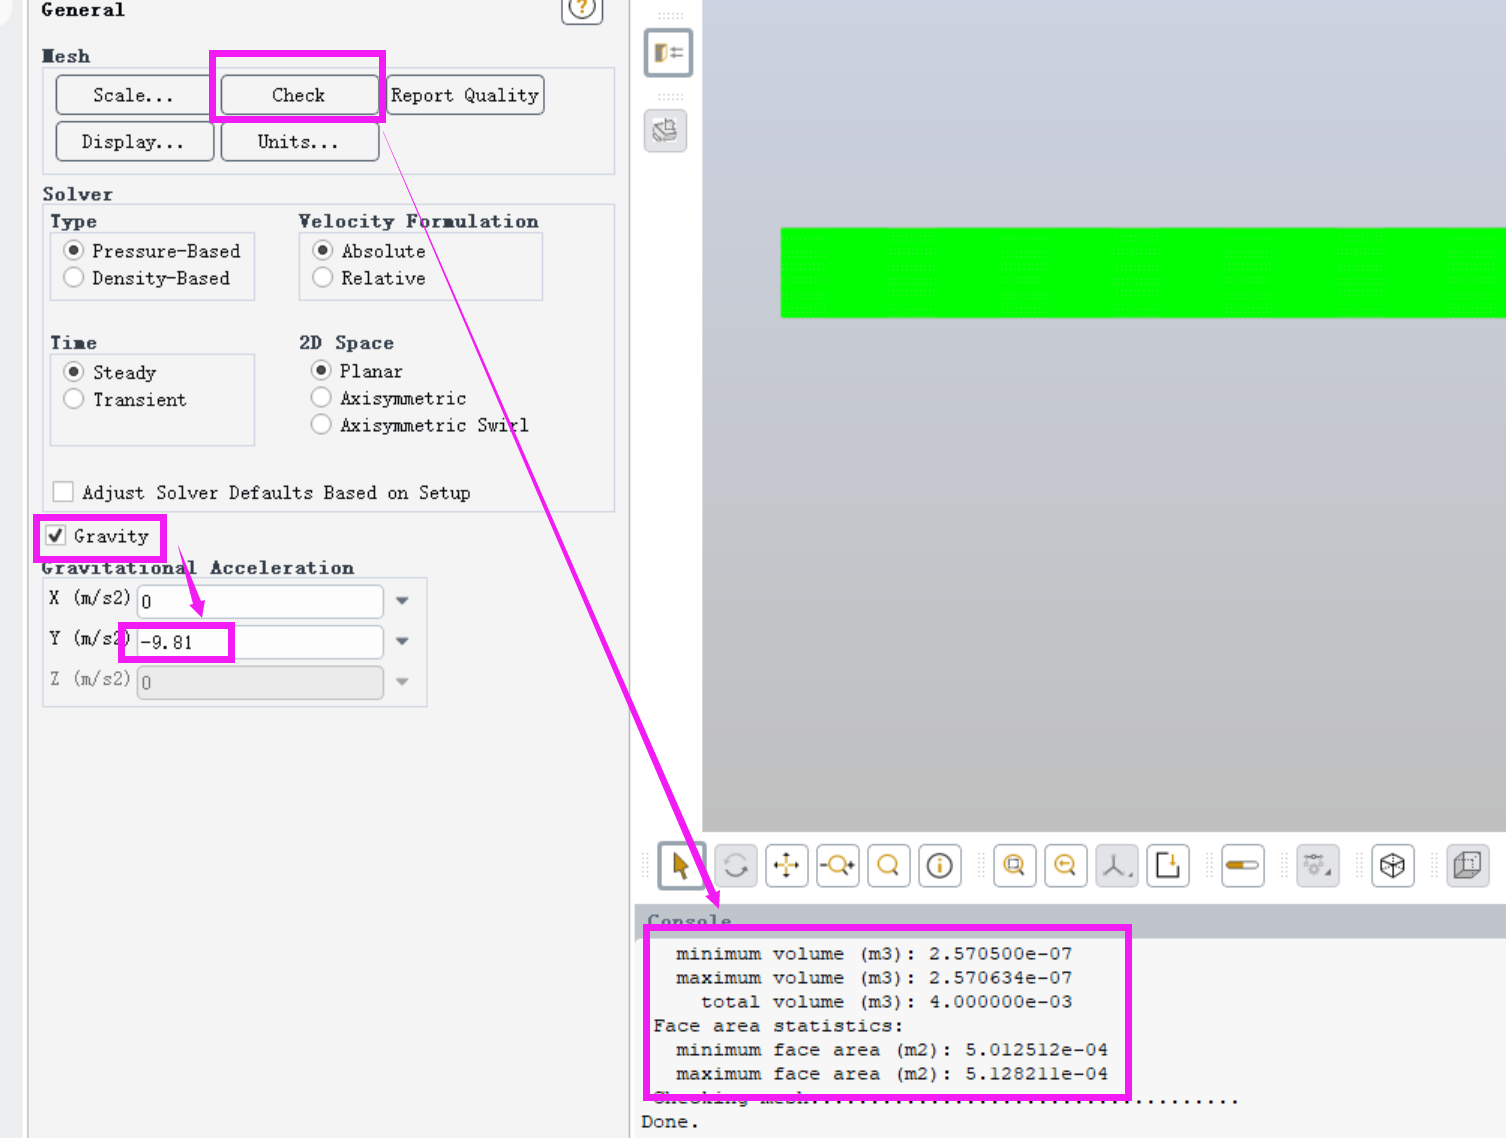 General
?
Mesh
Scale... Check Report Quality
Display... Units...
Solver
Type Velocity Formulation
Pressure-Based Absolute
Density-Based Relative
Time 2D Space
Steady Planar
Transient Axisymmetric
Axisymmetric Swirl
Adjust Solver Defaults Based on Setup
Gravity
Gravitational Acceleration
X (m/s2) 0
Y (m/s2) -9.81
Z (m/s2) 0
Console
minimum volume (m3): 2.570500e-07
maximum volume (m3): 2.570634e-07
total volume (m3): 4.000000e-03
Face area statistics:
minimum face area (m2): 5.012512e-04
maximum face area (m2): 5.128211e-04
Checking mesh...................................
Done.